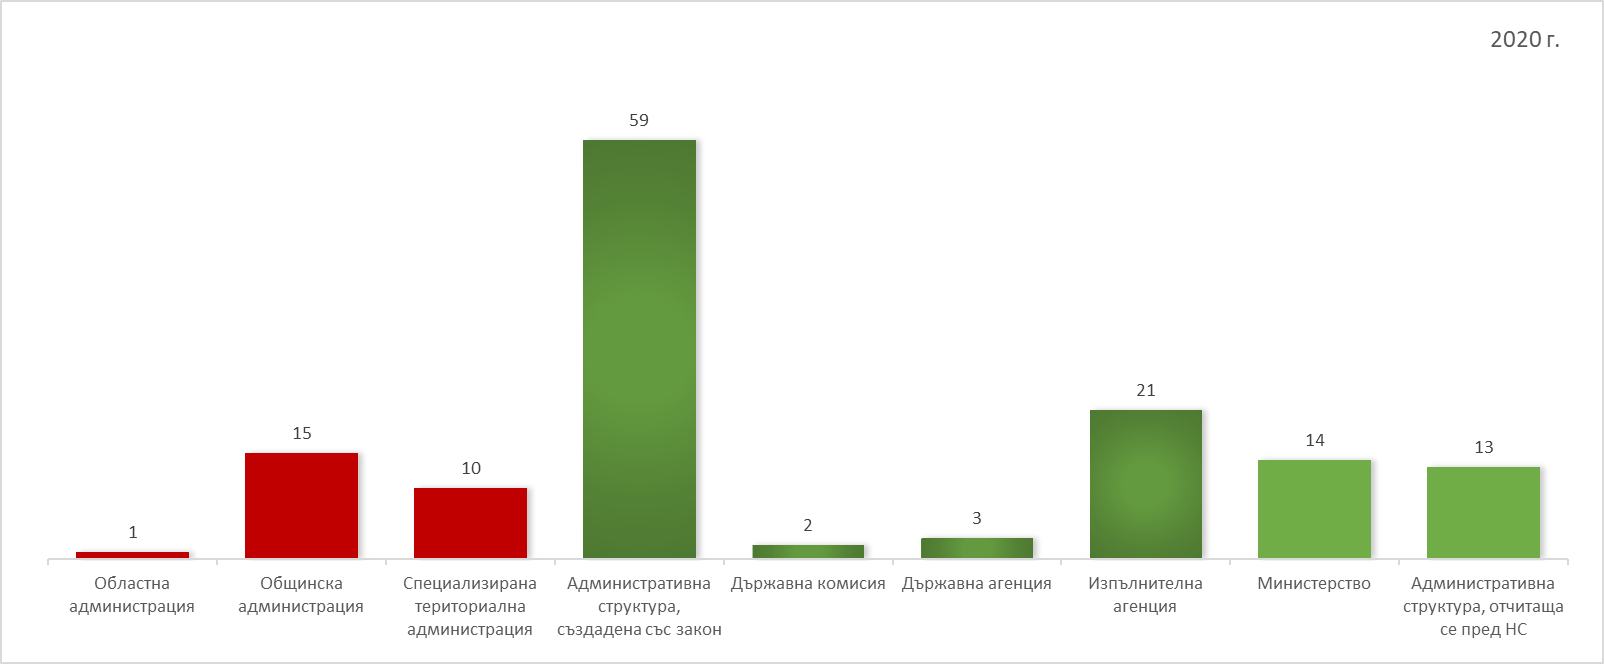 2020 г.
59
21
15
14
13
10
3
2
1
Областна
администрация
Общинска
администрация
Специализирана
териториална
администрация
Административна
структура,
създадена със закон
Държавна комисия
Държавна агенция
Изпълнителна
агенция
Министерство
Административна
структура, отчитаща
се пред НС